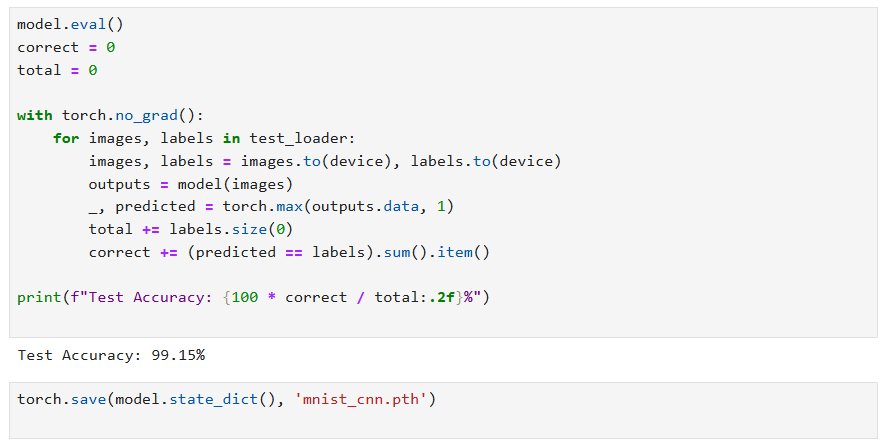 model.eval()
correct = 0
total = 0
with torch.no_grad():
    for images, labels in test_loader:
        images, labels = images.to(device), labels.to(device)
        outputs = model(images)
        _, predicted = torch.max(outputs.data, 1)
        total += labels.size(0)
        correct += (predicted == labels).sum().item()
print(f"Test Accuracy: {100 * correct / total:.2f}%")
Test Accuracy: 99.15%
torch.save(model.state_dict(), 'mnist_cnn.pth')